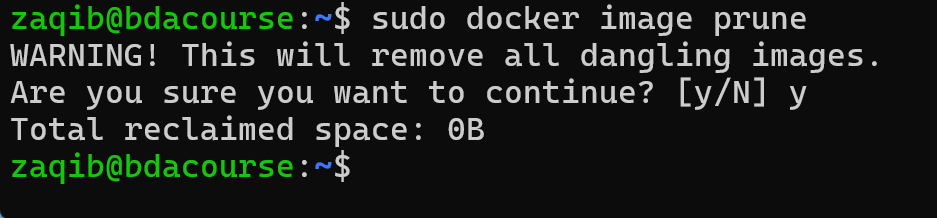 zaqib@bdacourse:~$ sudo docker image prune
WARNING! This will remove all dangling images.
Are you sure you want to continue? [y/N] y
Total reclaimed space: 0B
zaqib@bdacourse:~$